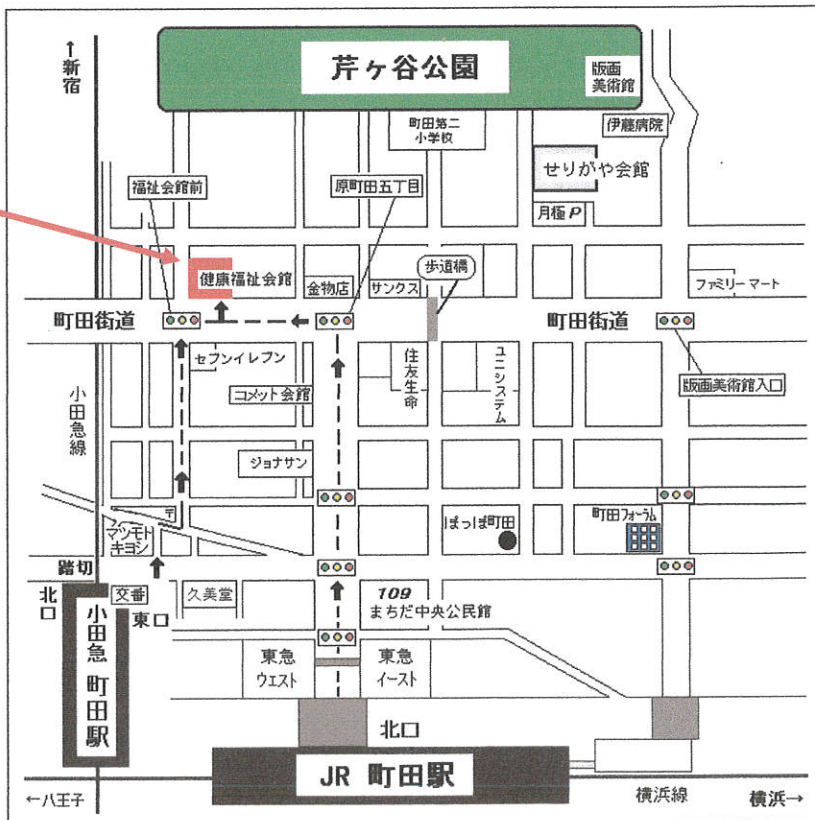 ↑新宿
芹ヶ谷公園
版画
美術館
町田第二
小学校
伊藤病院
せりがや会館
福祉会館前
原町田五丁目
月極P
健康福祉会館
金物店
サンクス
歩道橋
ファミリーマート
町田街道
町田街道
セブンイレブン
住友生命
ユニシステム
版画美術館入口
コメット会館
小田急線
ジョナサン
〒
マツモト
キヨシ
ぽっぽ町田
町田フォーラム
踏切
北口
交番
東口
久美堂
109
まちだ中央公民館
小田急 町田駅
東急
ウエスト
東急
イースト
北口
JR 町田駅
←八王子
横浜線
横浜→